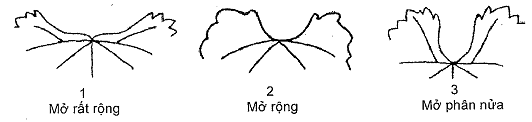 1 2 3
Mở rất rộng Mở rộng Mở phân nửa